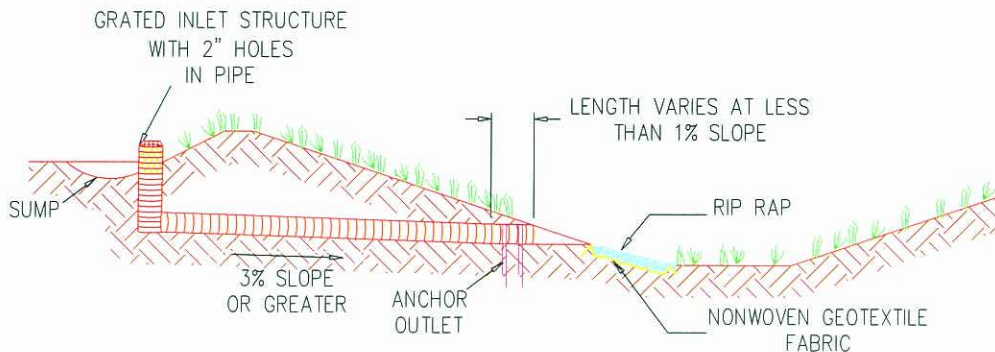 GRATED INLET STRUCTURE
WITH 2" HOLES
IN PIPE
LENGTH VARIES AT LESS
THAN 1% SLOPE
SUMP
RIP RAP
3% SLOPE
OR GREATER
ANCHOR
OUTLET
NONWOVEN GEOTEXTILE
FABRIC